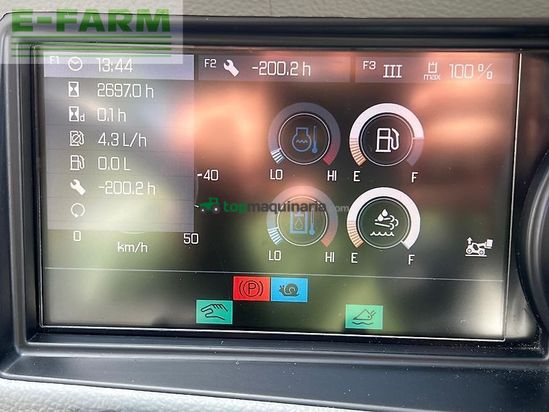 E-FARM
F1 13:44
F2 -200,2 h
F3 III max 100 %
2697,0 h
d 0,1 h
4,3 L/h
0,0 L
-200,2 h
40
0 50
km/h
LO HI E F
topmaquinaria.com
LO HI E F
P